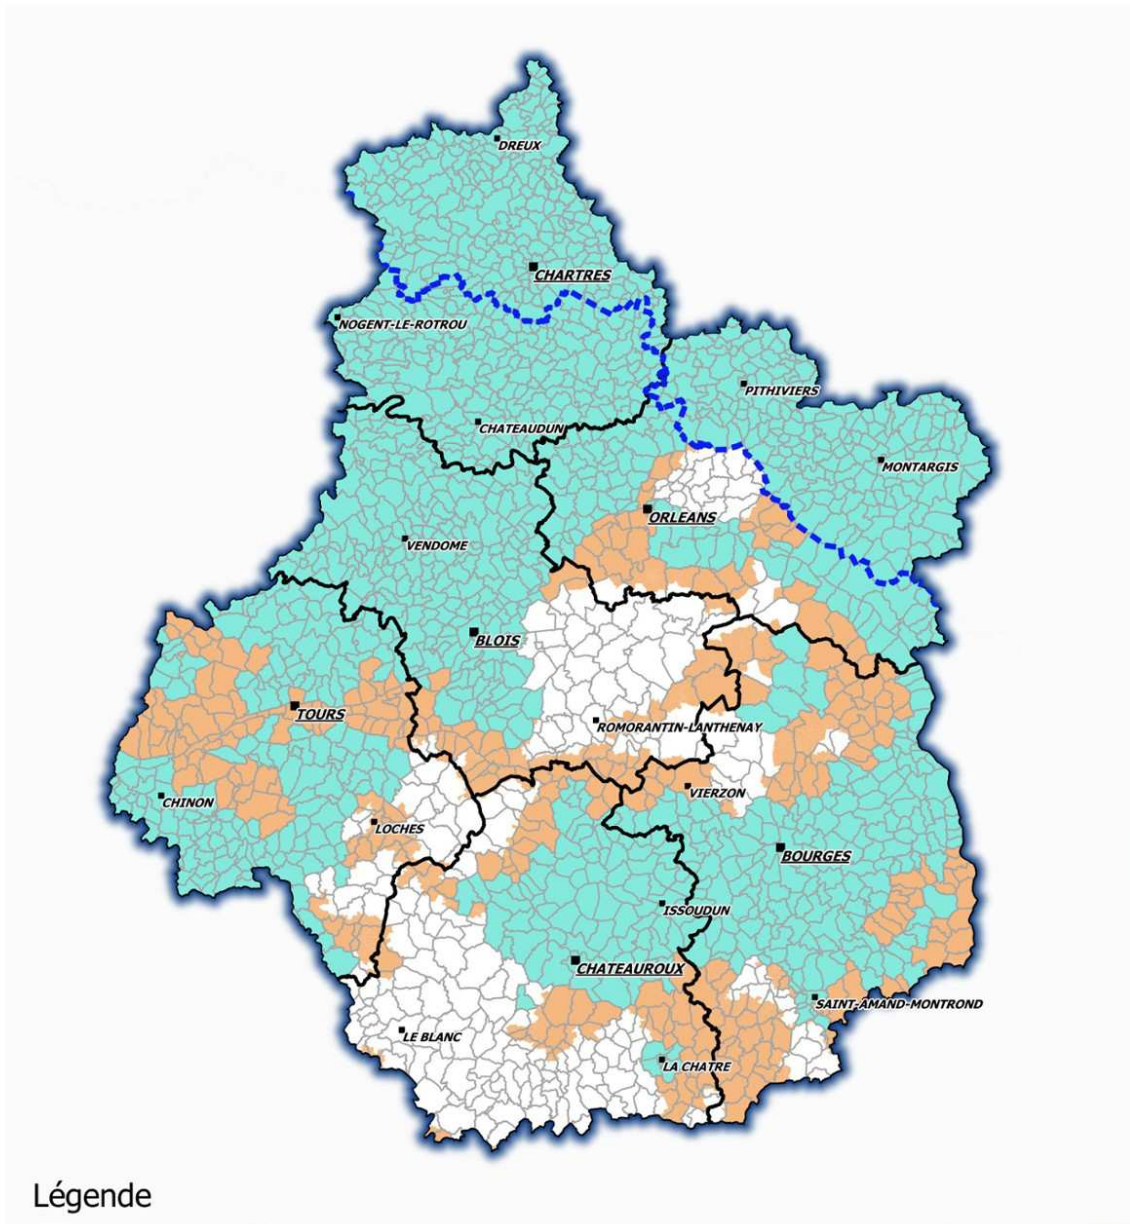 DREUX
CHARTRES
NOGENT-LE-ROTROU
PITHIVIERS
CHATEAUDUN
MONTARGIS
ORLEANS
VENDOME
BLOIS
TOURS
ROMORANTIN-LANTHENAY
VIERZON
CHINON
LOCHES
BOURGES
ISSOUDUN
CHATEAUROUX
SAINT-AMAND-MONTROND
LE BLANC
LA CHATRE
Légende